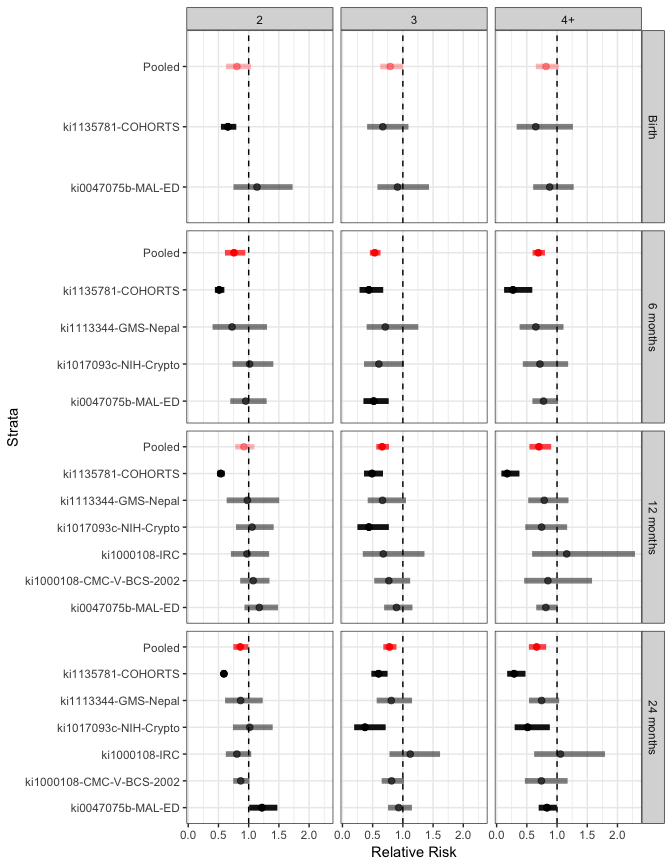 2 3 4+
Pooled
ki1135781-COHORTS
ki0047075b-MAL-ED
Birth
Pooled
ki1135781-COHORTS
ki1113344-GMS-Nepal
ki1017093c-NIH-Crypto
ki0047075b-MAL-ED
6 months
Strata
Pooled
ki1135781-COHORTS
ki1113344-GMS-Nepal
ki1017093c-NIH-Crypto
ki1000108-IRC
ki1000108-CMC-V-BCS-2002
ki0047075b-MAL-ED
12 months
Pooled
ki1135781-COHORTS
ki1113344-GMS-Nepal
ki1017093c-NIH-Crypto
ki1000108-IRC
ki1000108-CMC-V-BCS-2002
ki0047075b-MAL-ED
24 months
0.0 0.5 1.0 1.5 2.0 0.0 0.5 1.0 1.5 2.0 0.0 0.5 1.0 1.5 2.0
Relative Risk